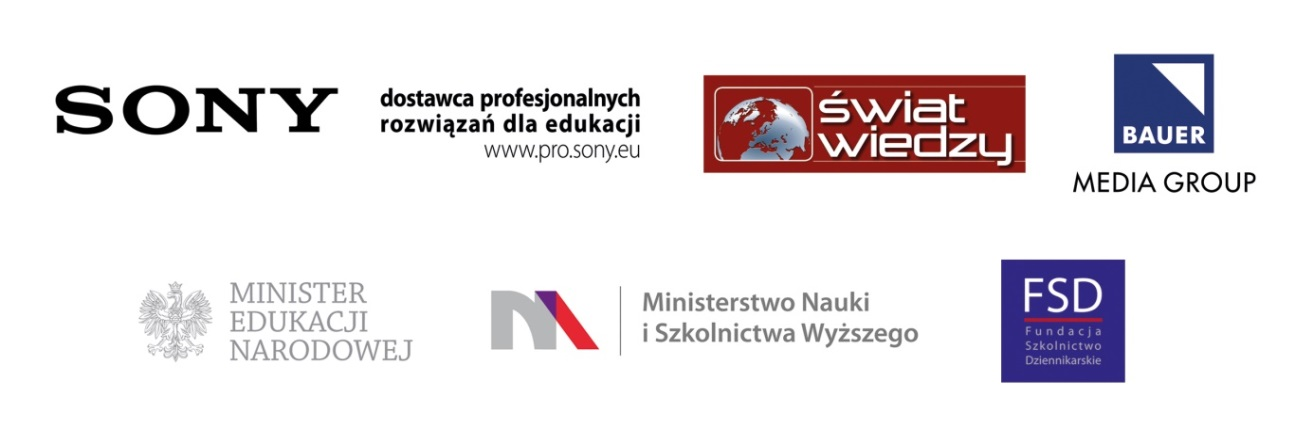 SONY
dostawca profesjonalnych
rozwiązań dla edukacji
www.pro.sony.eu
świat
wiedzy
BAUER
MEDIA GROUP
MINISTER
EDUKACJI
NARODOWEJ
Ministerstwo Nauki
i Szkolnictwa Wyższego
FSD
Fundacja
Szkolnictwo
Dziennikarskie